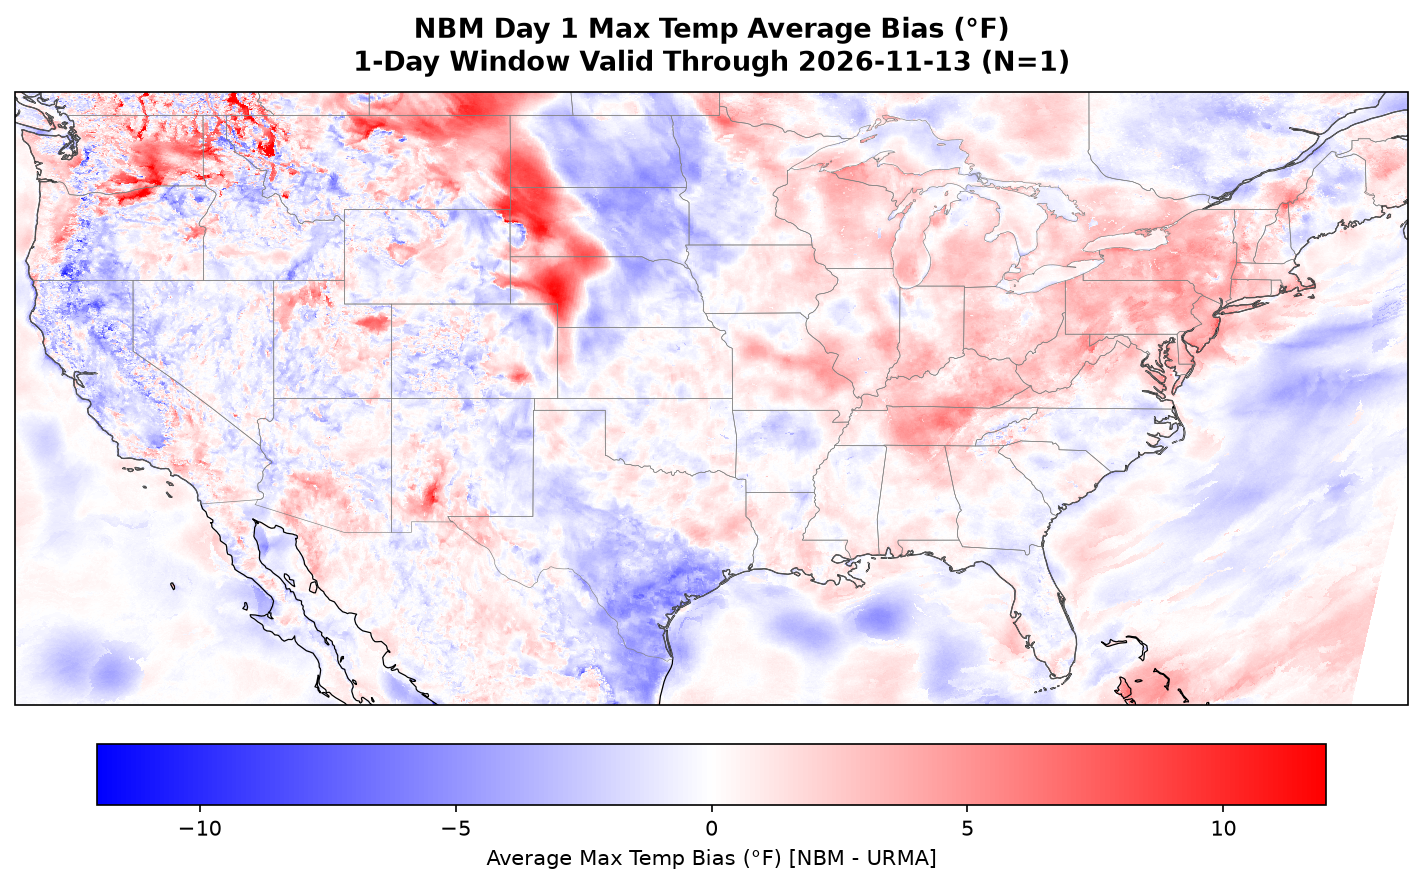 NBM Day 1 Max Temp Average Bias (°F)
1-Day Window Valid Through 2026-11-13 (N=1)
−10 −5 0 5 10
Average Max Temp Bias (°F) [NBM - URMA]